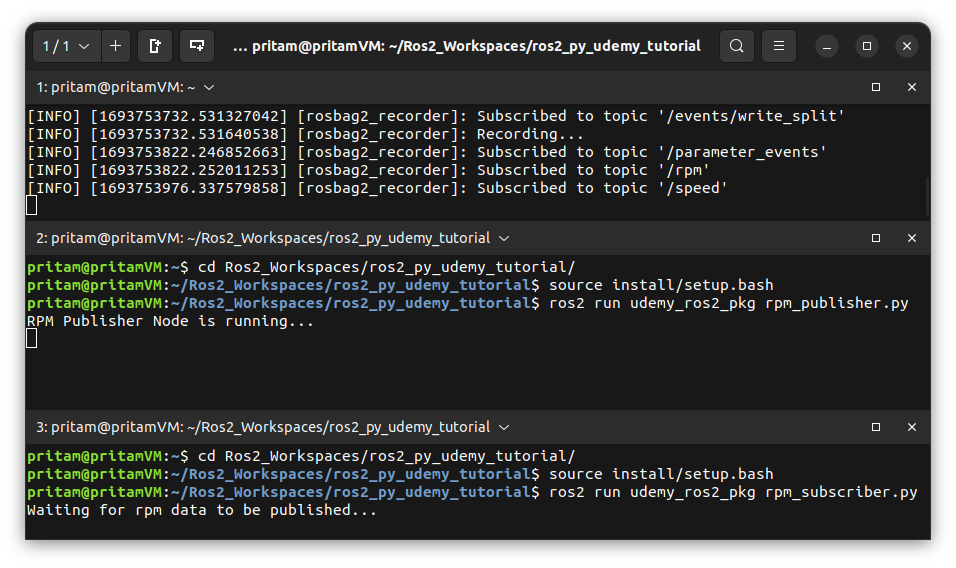 1 / 1
... pritam@pritamVM: ~/Ros2_Workspaces/ros2_py_udemy_tutorial
1: pritam@pritamVM: ~
[INFO] [1693753732.531327042] [rosbag2_recorder]: Subscribed to topic '/events/write_split'
[INFO] [1693753732.531640538] [rosbag2_recorder]: Recording...
[INFO] [1693753822.246852663] [rosbag2_recorder]: Subscribed to topic '/parameter_events'
[INFO] [1693753822.252011253] [rosbag2_recorder]: Subscribed to topic '/rpm'
[INFO] [1693753976.337579858] [rosbag2_recorder]: Subscribed to topic '/speed'
2: pritam@pritamVM: ~/Ros2_Workspaces/ros2_py_udemy_tutorial
pritam@pritamVM:~$ cd Ros2_Workspaces/ros2_py_udemy_tutorial/
pritam@pritamVM:~/Ros2_Workspaces/ros2_py_udemy_tutorial$ source install/setup.bash
pritam@pritamVM:~/Ros2_Workspaces/ros2_py_udemy_tutorial$ ros2 run udemy_ros2_pkg rpm_publisher.py
RPM Publisher Node is running...
3: pritam@pritamVM: ~/Ros2_Workspaces/ros2_py_udemy_tutorial
pritam@pritamVM:~$ cd Ros2_Workspaces/ros2_py_udemy_tutorial/
pritam@pritamVM:~/Ros2_Workspaces/ros2_py_udemy_tutorial$ source install/setup.bash
pritam@pritamVM:~/Ros2_Workspaces/ros2_py_udemy_tutorial$ ros2 run udemy_ros2_pkg rpm_subscriber.py
Waiting for rpm data to be published...